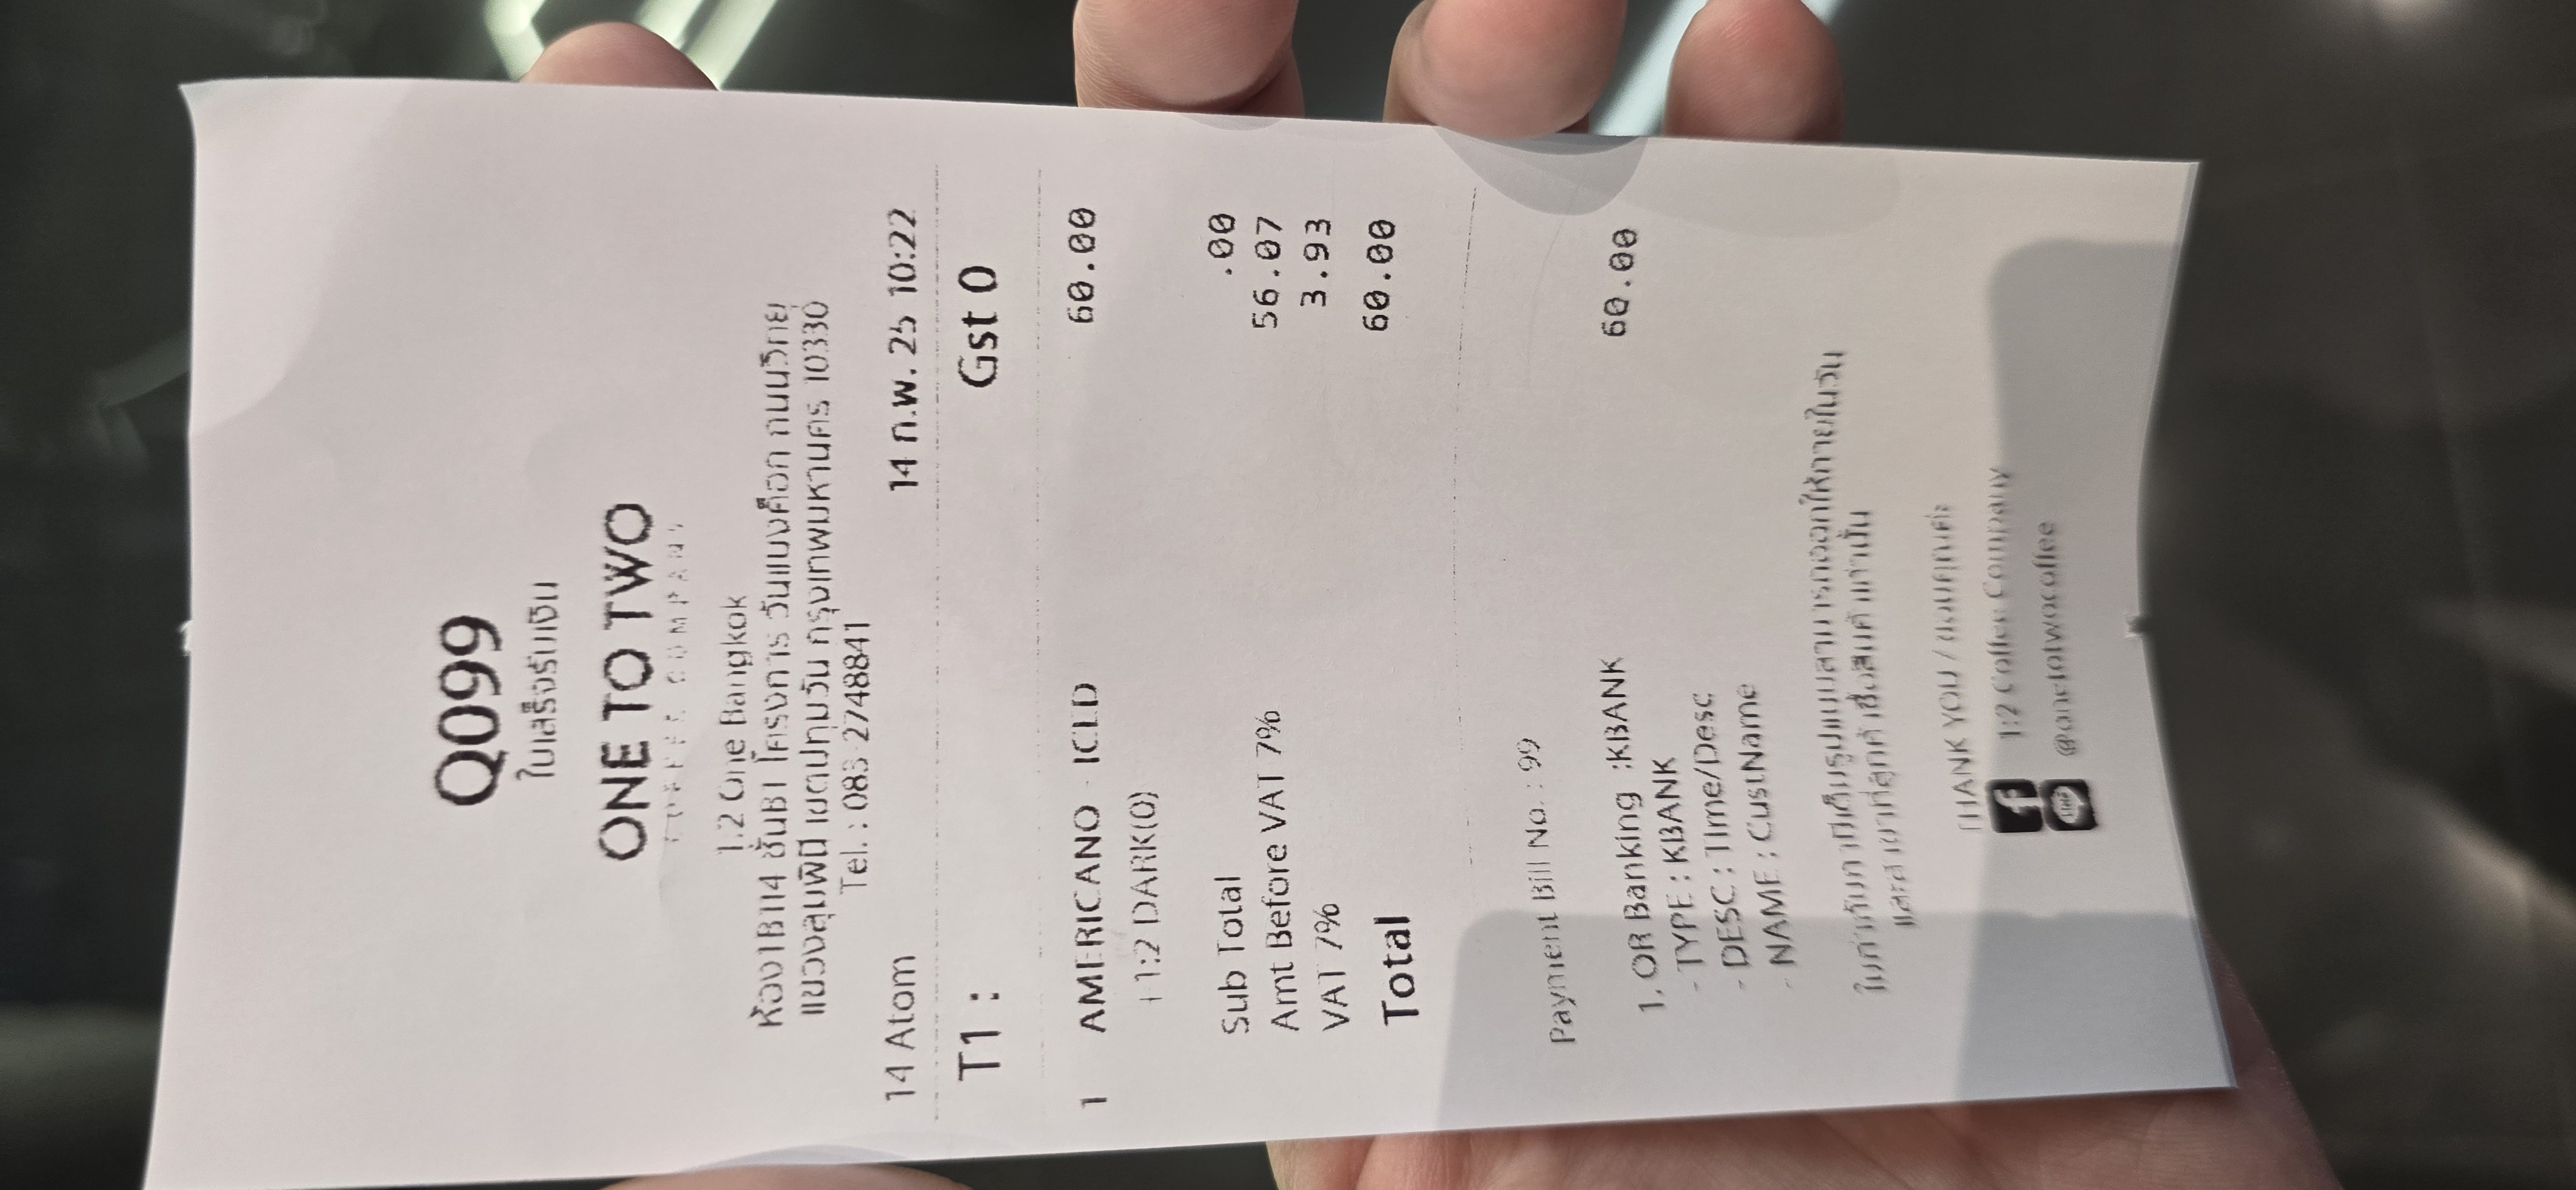 Q099
ใบเสร็จรับเงิน
ONE TO TWO
COFFEE COMPANY
1:2 One Bangkok
ห้อง1B114 ชั้นB1 โครงการ วันแบงค็อก ถนนวิทยุ
แขวงลุมพินี เขตปทุมวัน กรุงเทพมหานคร 10330
Tel. : 083-2748841
14 Atom 14 ก.พ. 25 10:22
T1 : Gst 0
1 AMERICANO - ICED 60.00
+1:2 DARK(0)
Sub Total .00
Amt Before VAT 7% 56.07
VAT 7% 3.93
Total 60.00
Payment Bill No. : 99
1. QR Banking :KBANK 60.00
- TYPE : KBANK
- DESC : Time/Desc
- NAME : CustName
ใบกำกับภาษีเต็มรูปแบบสามารถออกให้ภายในวัน
และสาขาที่ลูกค้าซื้อสินค้าเท่านั้น
THANK YOU / ขอบคุณค่ะ
f 1:2 Coffee Company
LINE @onetotwocoffee